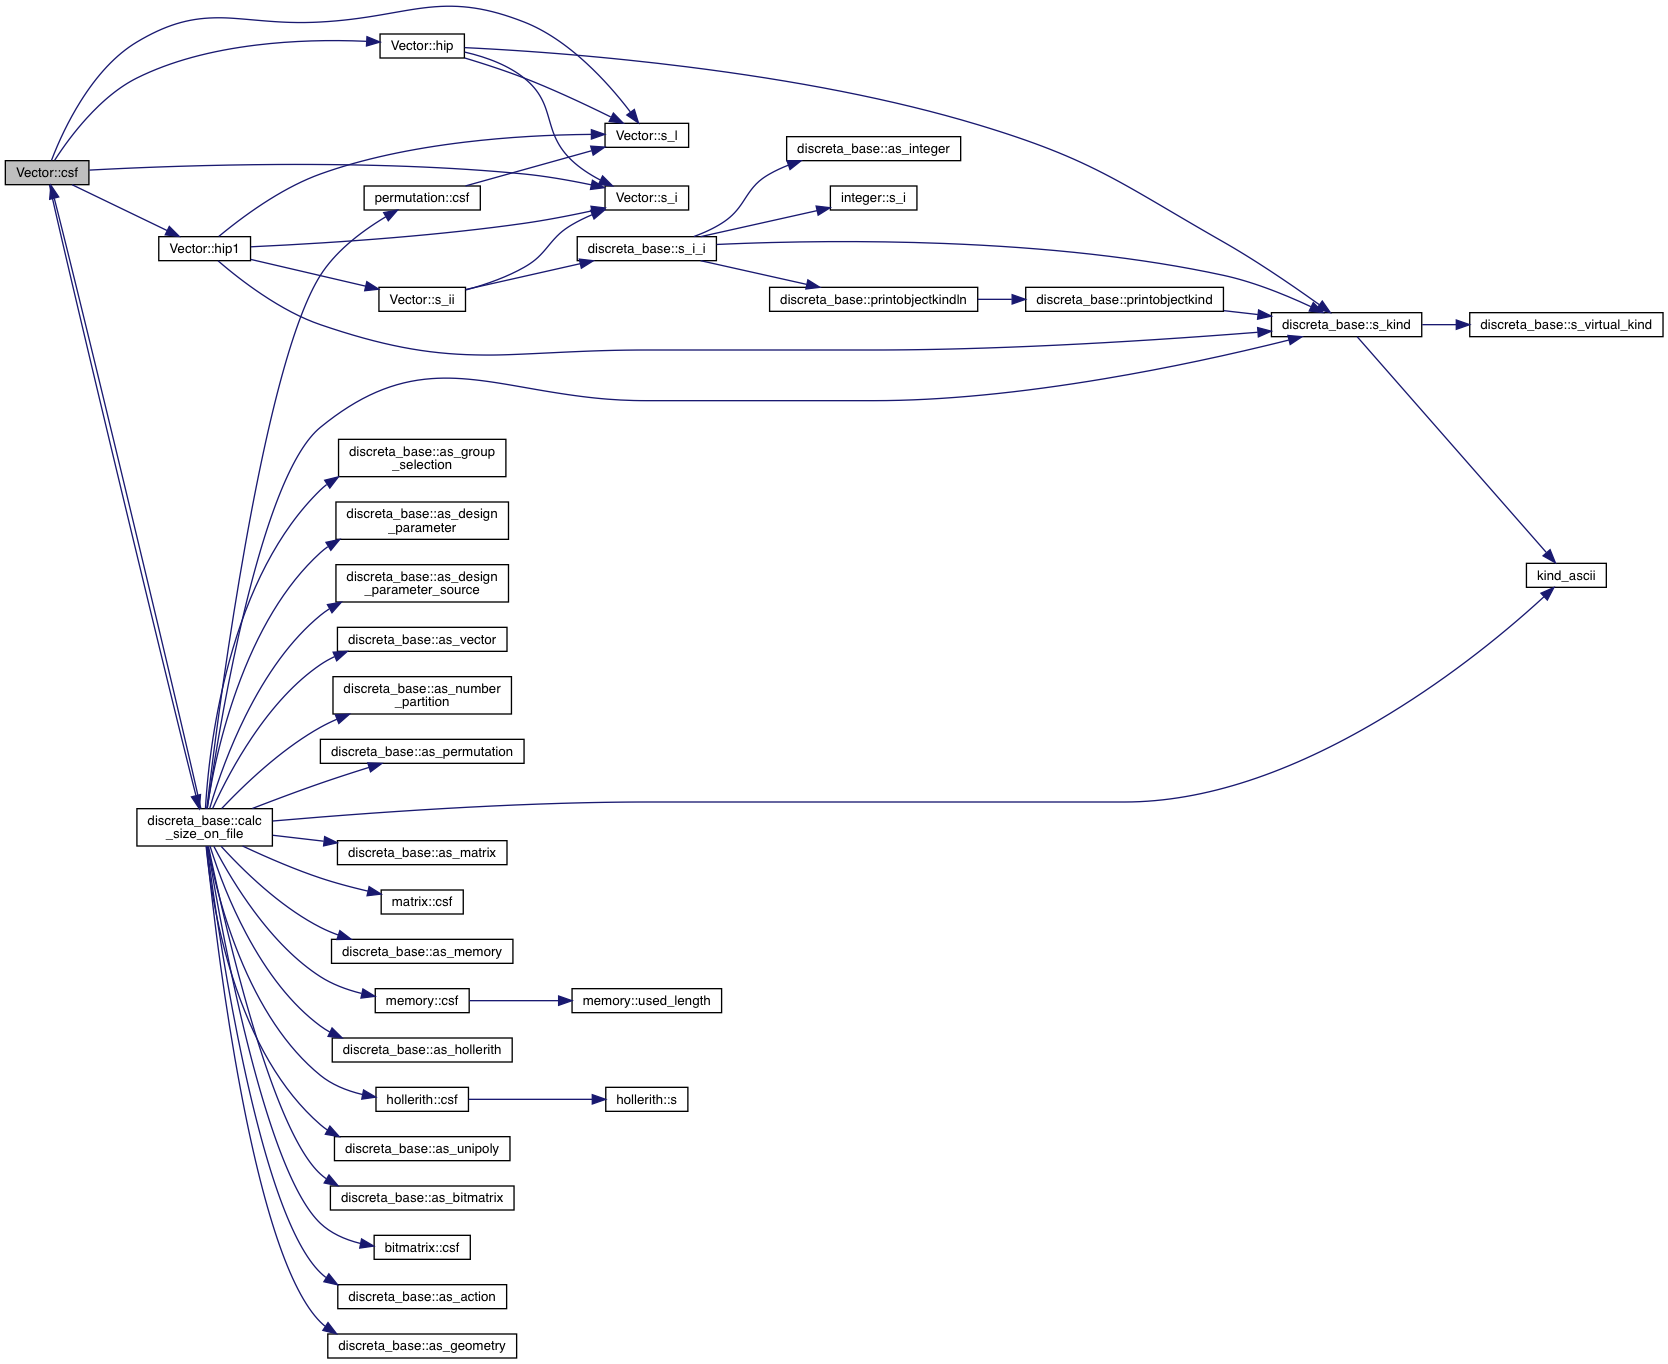 Vector::csf
Vector::hip
Vector::s_l
discreta_base::as_integer
permutation::csf
Vector::s_i
integer::s_i
Vector::hip1
discreta_base::s_i_i
Vector::s_ii
discreta_base::printobjectkindln
discreta_base::printobjectkind
discreta_base::s_kind
discreta_base::s_virtual_kind
discreta_base::as_group
_selection
discreta_base::as_design
_parameter
discreta_base::as_design
_parameter_source
kind_ascii
discreta_base::as_vector
discreta_base::as_number
_partition
discreta_base::as_permutation
discreta_base::calc
_size_on_file
discreta_base::as_matrix
matrix::csf
discreta_base::as_memory
memory::csf
memory::used_length
discreta_base::as_hollerith
hollerith::csf
hollerith::s
discreta_base::as_unipoly
discreta_base::as_bitmatrix
bitmatrix::csf
discreta_base::as_action
discreta_base::as_geometry